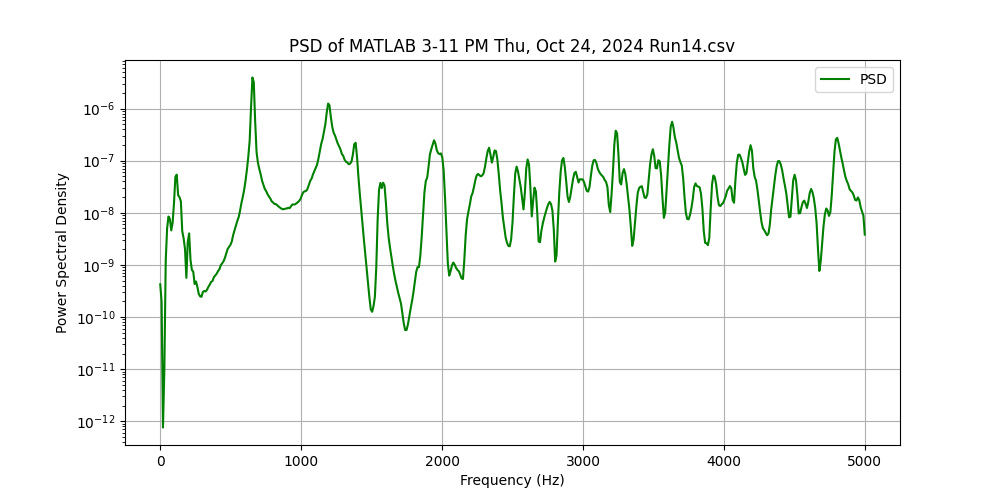 PSD of MATLAB 3-11 PM Thu, Oct 24, 2024 Run14.csv
PSD
Power Spectral Density
10⁻⁶
10⁻⁷
10⁻⁸
10⁻⁹
10⁻¹⁰
10⁻¹¹
10⁻¹²
0 1000 2000 3000 4000 5000
Frequency (Hz)